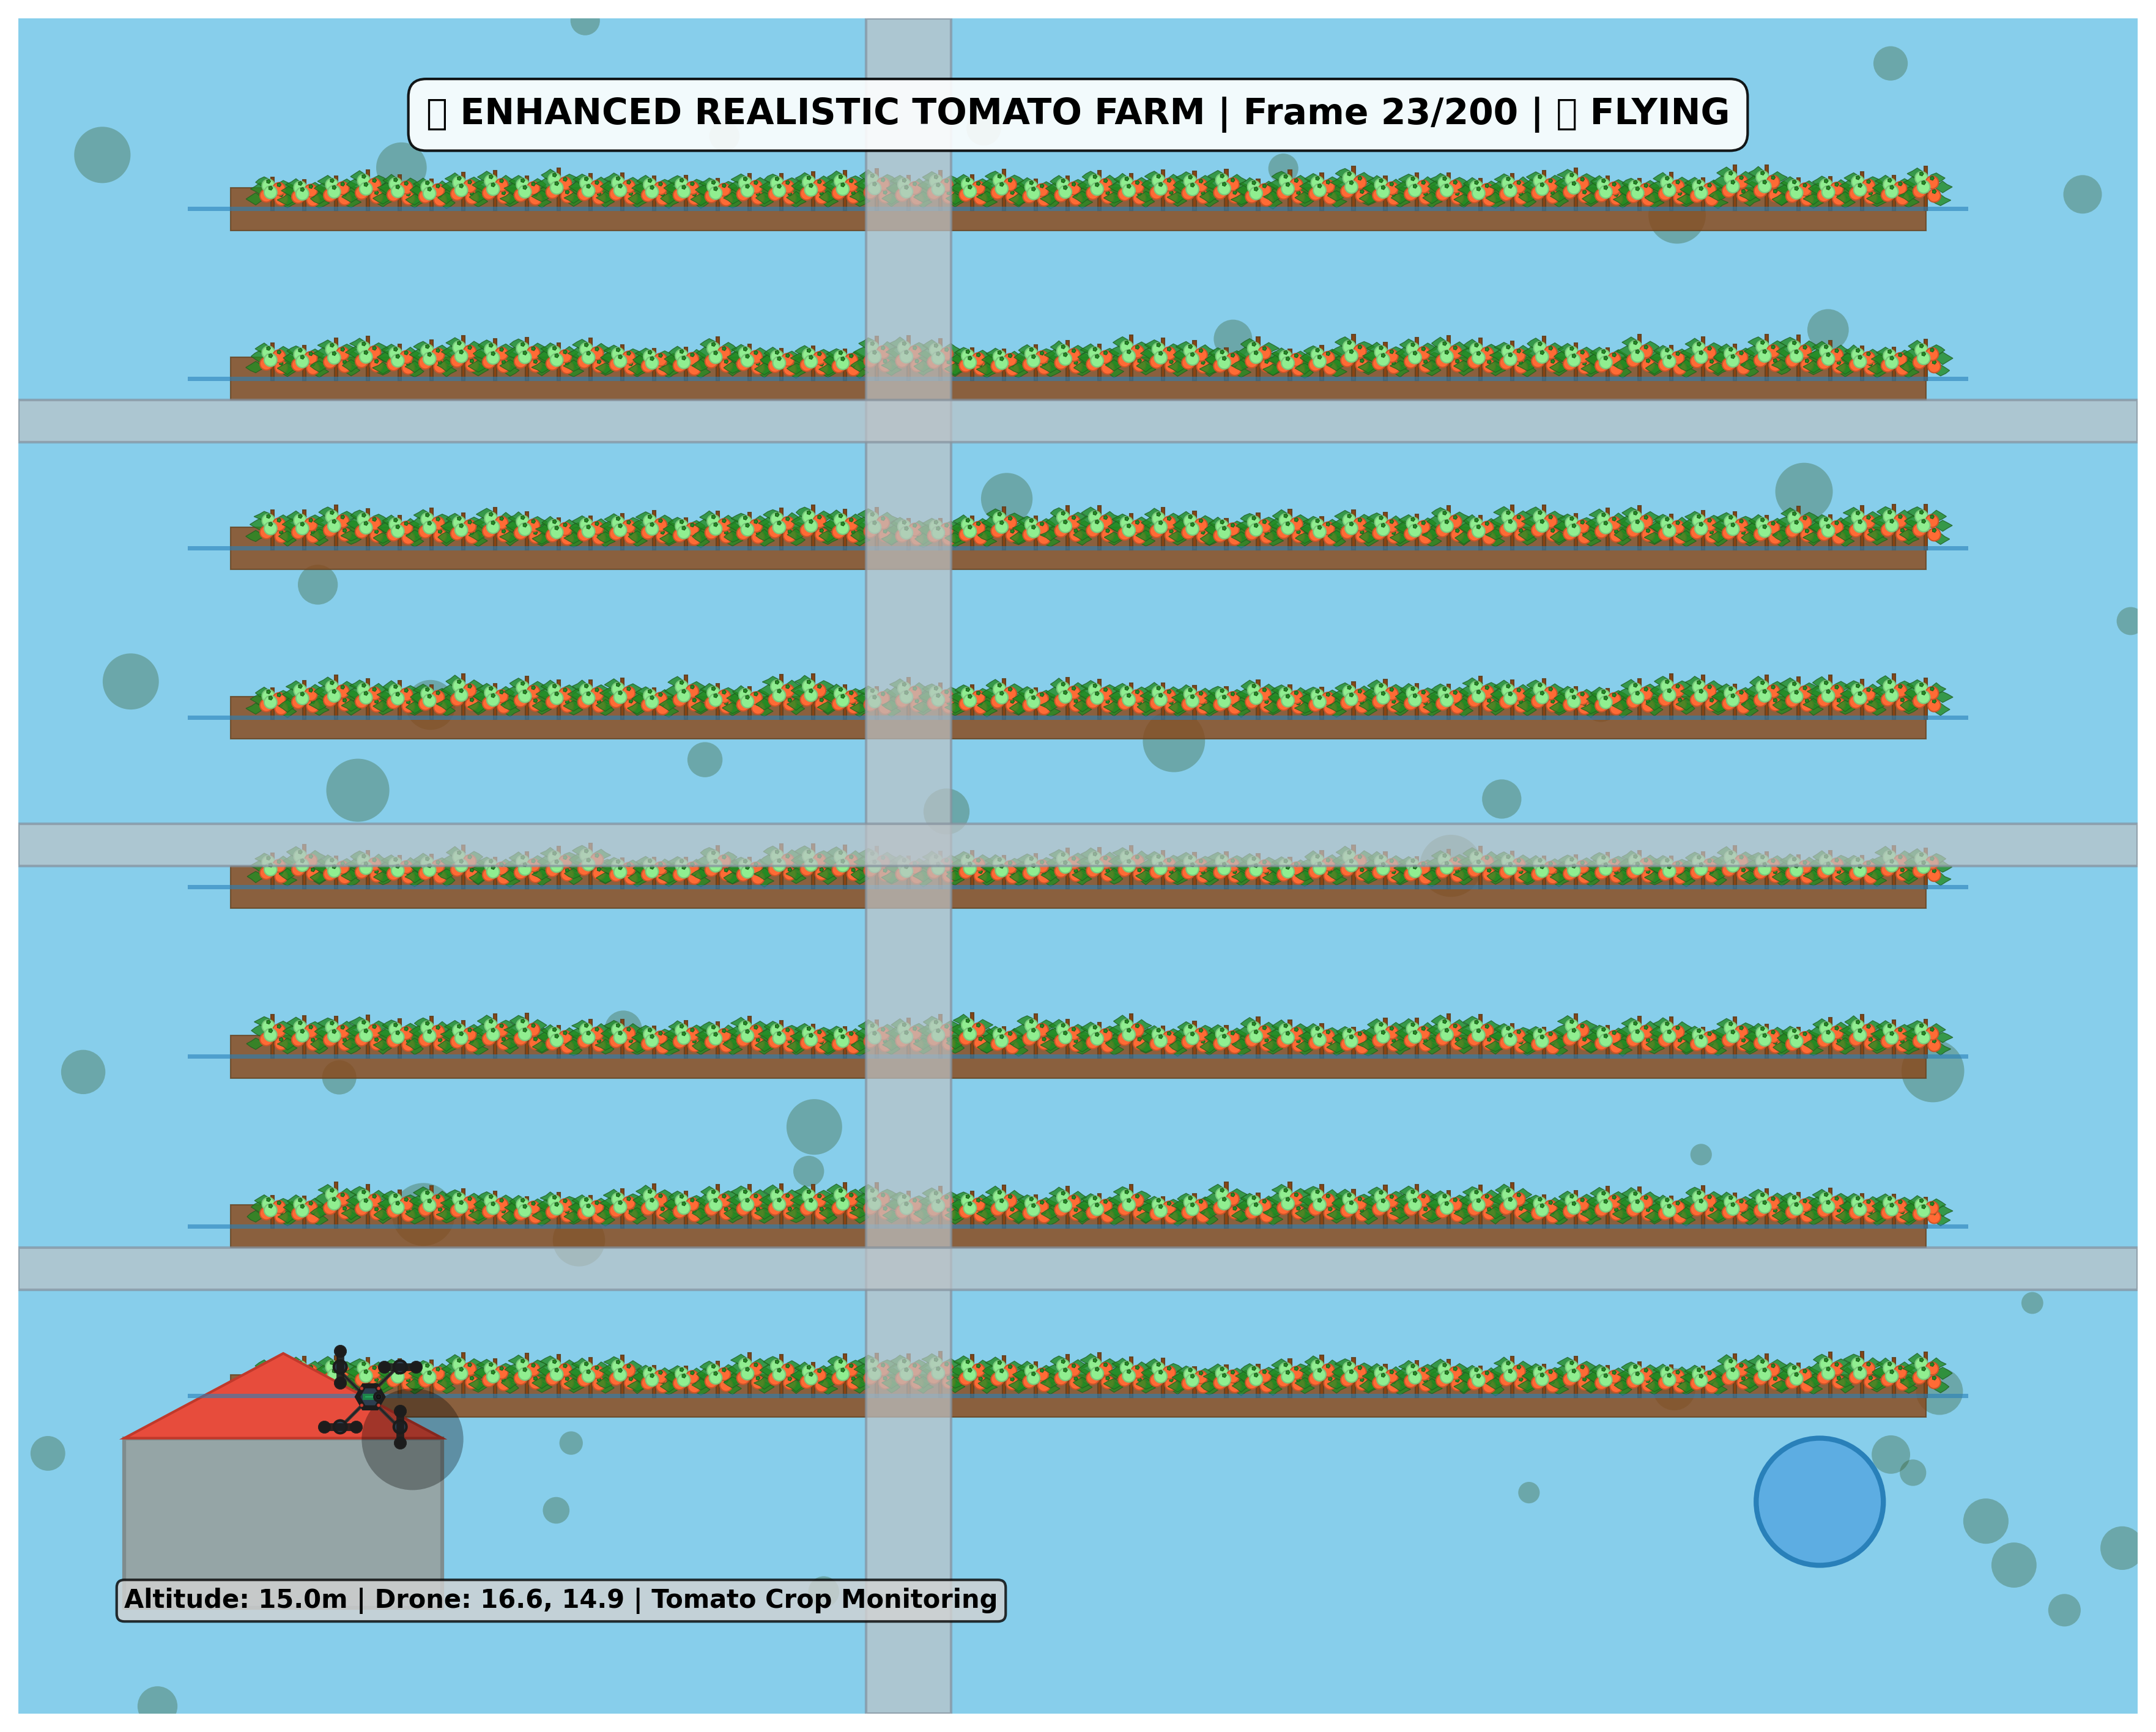 ▯ ENHANCED REALISTIC TOMATO FARM | Frame 23/200 | ▯ FLYING
Altitude: 15.0m | Drone: 16.6, 14.9 | Tomato Crop Monitoring